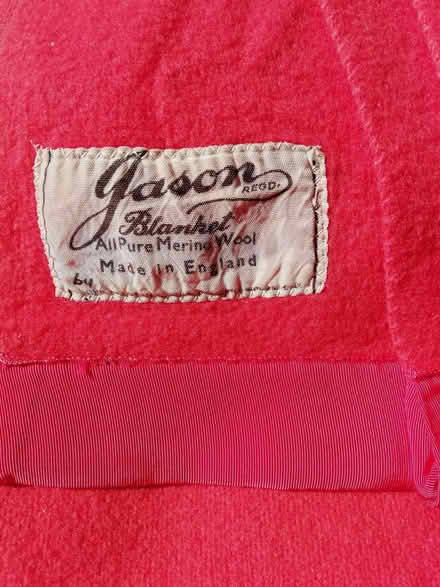 Jason
REGD.
Blanket
All Pure Merino Wool
Made in England
by